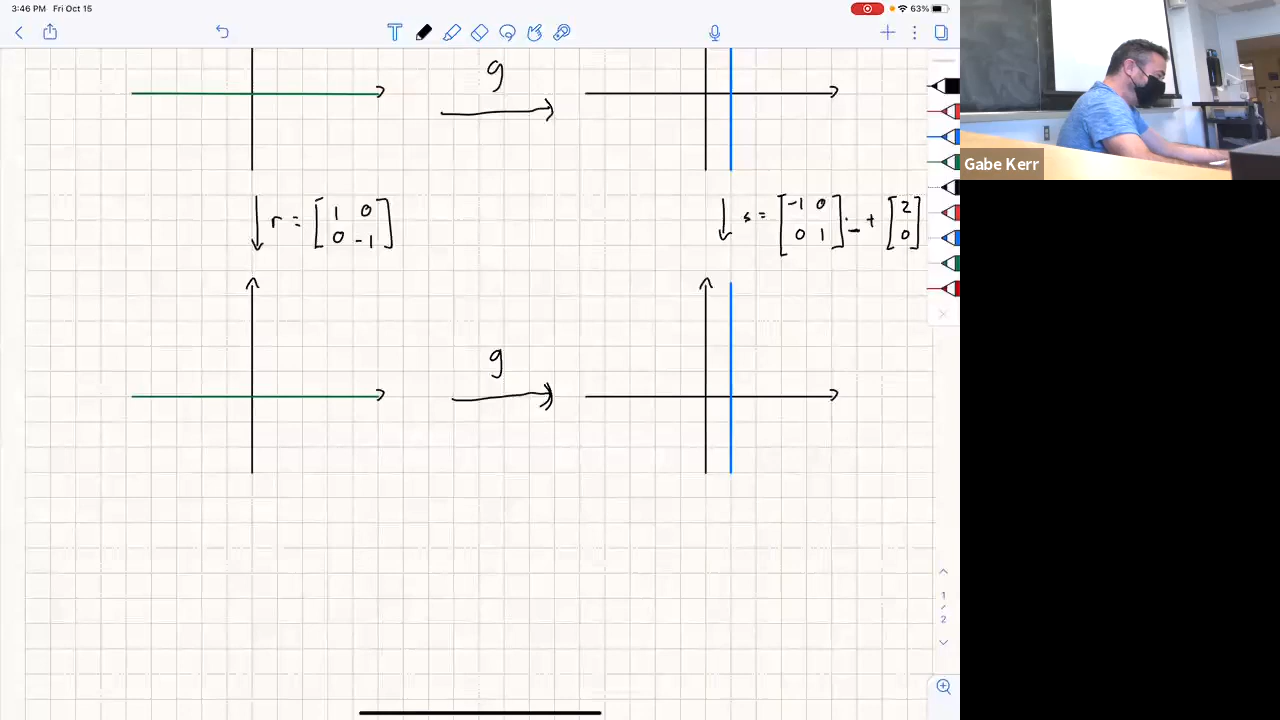 3:46 PM Fri Oct 15
63%
T
g
r = [1 0
0 -1]
s = [-1 0
0 1] · _ + [2
0]
g
1
/
2
Gabe Kerr